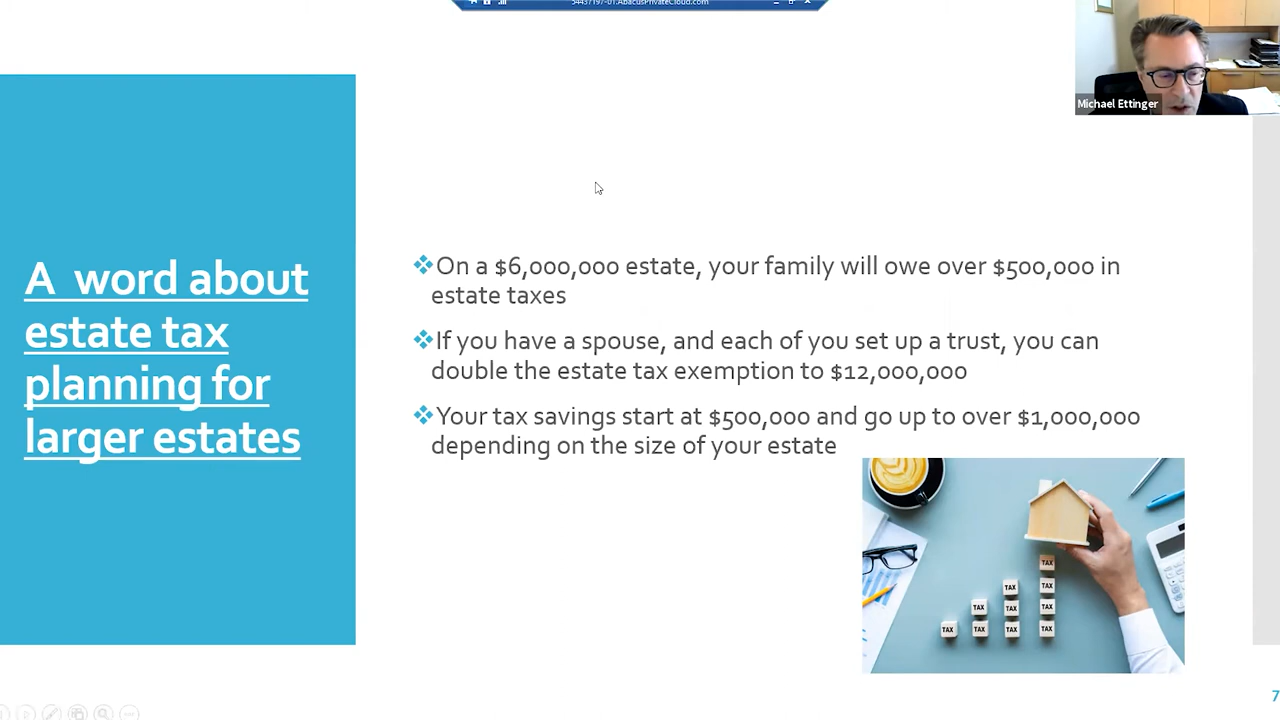 54437197-01.AbacusPrivateCloud.com
Michael Ettinger
A word about
estate tax
planning for
larger estates
On a $6,000,000 estate, your family will owe over $500,000 in
estate taxes
If you have a spouse, and each of you set up a trust, you can
double the estate tax exemption to $12,000,000
Your tax savings start at $500,000 and go up to over $1,000,000
depending on the size of your estate
TAX
TAX TAX
TAX TAX TAX
TAX TAX TAX TAX
7